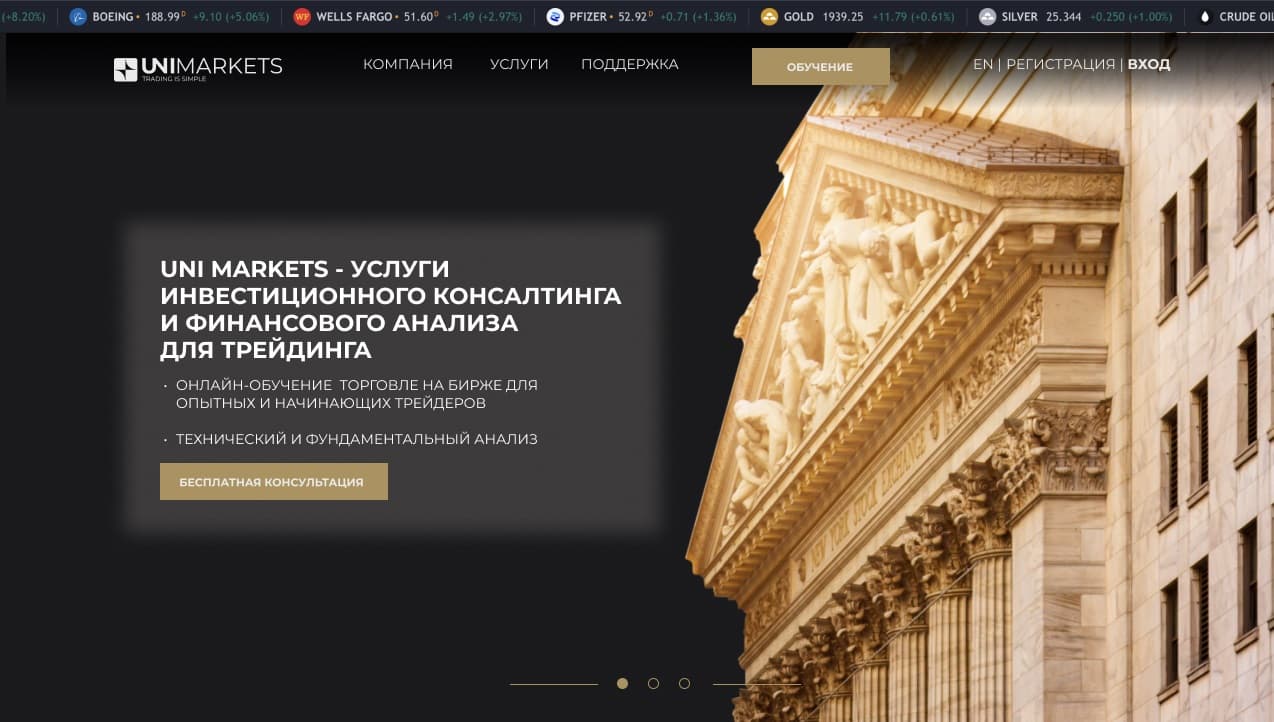 (+8.20%) BOEING • 188.99 D +9.10 (+5.06%) WF WELLS FARGO • 51.60 D +1.49 (+2.97%) PFIZER • 52.92 D +0.71 (+1.36%) GOLD 1939.25 +11.79 (+0.61%) SILVER 25.344 +0.250 (+1.00%) CRUDE OIL
UNIMARKETS
TRADING IS SIMPLE
КОМПАНИЯ УСЛУГИ ПОДДЕРЖКА ОБУЧЕНИЕ EN | РЕГИСТРАЦИЯ | ВХОД
UNI MARKETS - УСЛУГИ
ИНВЕСТИЦИОННОГО КОНСАЛТИНГА
И ФИНАНСОВОГО АНАЛИЗА
ДЛЯ ТРЕЙДИНГА
• ОНЛАЙН-ОБУЧЕНИЕ ТОРГОВЛЕ НА БИРЖЕ ДЛЯ
ОПЫТНЫХ И НАЧИНАЮЩИХ ТРЕЙДЕРОВ
• ТЕХНИЧЕСКИЙ И ФУНДАМЕНТАЛЬНЫЙ АНАЛИЗ
БЕСПЛАТНАЯ КОНСУЛЬТАЦИЯ
NEW YORK STOCK EXCHANGE